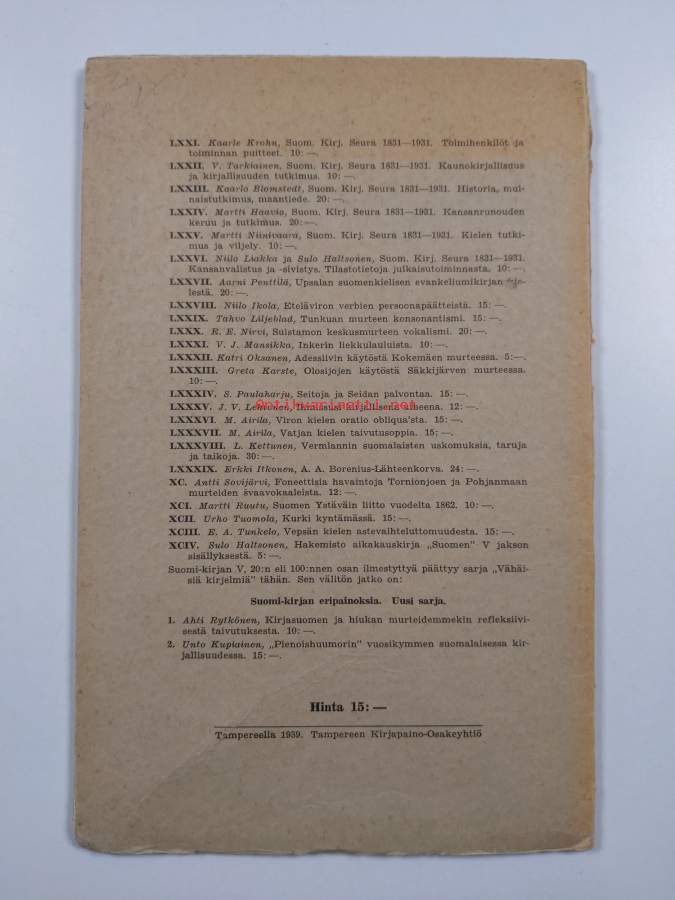 LXXI. Kaarle Krohn, Suom. Kirj. Seura 1831—1931. Toimihenkilöt ja
toiminnan puitteet. 10: —.
LXXII. V. Tarkiainen, Suom. Kirj. Seura 1831—1931. Kaunokirjallisuus
ja kirjallisuuden tutkimus. 10: —.
LXXIII. Kaarlo Blomstedt, Suom. Kirj. Seura 1831—1931. Historia, mui-
naistutkimus, maantiede. 20: —.
LXXIV. Martti Haavio, Suom. Kirj. Seura 1831—1931. Kansanrunouden
keruu ja tutkimus. 20: —.
LXXV. Martti Niinivaara, Suom. Kirj. Seura 1831—1931. Kielen tutki-
mus ja viljely. 10: —.
LXXVI. Niilo Liakka ja Sulo Haltsonen, Suom. Kirj. Seura 1831—1931.
Kansanvalistus ja -sivistys. Tilastotietoja julkaisutoiminnasta. 10: —.
LXXVII. Aarni Penttilä, Upsalan suomenkielisen evankeliumikirjan
lestä. 20: —.
LXXVIII. Niilo Ikola, Eteläviron verbien persoonapäätteistä. 15: —.
LXXIX. Tahvo Liljeblad, Tunkuan murteen konsonantismi. 15: —.
LXXX. R. E. Nirvi, Suistamon keskusmurteen vokalismi. 20: —.
LXXXI. V. J. Mansikka, Inkerin liekkulauluista. 10: —.
LXXXII. Katri Oksanen, Adessiivin käytöstä Kokemäen murteessa. 5: —.
LXXXIII. Greta Karste, Olosijojen käytöstä Säkkijärven murteessa.
10: —.
LXXXIV. S. Paulaharju, Seitoja ja Seidan palvontaa. 15: —.
Antikvariaatti.net
LXXXV. J. V. Lehtonen, kirjallisena aiheena. 12: —.
LXXXVI. M. Airila, Viron kielen oratio obliqua'sta. 15: —.
LXXXVII. M. Airila, Vatjan kielen taivutusoppia. 15: —.
LXXXVIII. L. Kettunen, Vermlannin suomalaisten uskomuksia, taruja
ja taikoja. 30: —.
LXXXIX. Erkki Itkonen, A. A. Borenius-Lähteenkorva. 24: —.
XC. Antti Sovijärvi, Foneettisia havaintoja Tornionjoen ja Pohjanmaan
murteiden švaavokaaleista. 12: —.
XCI. Martti Ruutu, Suomen Ystäväin liitto vuodelta 1862. 10: —.
XCII. Urho Tuomola, Kurki kyntämässä. 15: —.
XCIII. E. A. Tunkelo, Vepsän kielen astevaihteluttomuudesta. 15: —.
XCIV. Sulo Haltsonen, Hakemisto aikakauskirja „Suomen" V jakson
sisällyksestä. 5: —.
Suomi-kirjan V, 20:n eli 100:nnen osan ilmestyttyä päättyy sarja „Vähäi-
siä kirjelmiä" tähän. Sen välitön jatko on:
Suomi-kirjan eripainoksia. Uusi sarja.
1. Ahti Rytkönen, Kirjasuomen ja hiukan murteidemmekin refleksiivi-
sestä taivutuksesta. 10: —.
2. Unto Kupiainen, „Pienoishuumorin" vuosikymmen suomalaisessa kir-
jallisuudessa. 15: —.
Hinta 15: —
Tampereella 1939. Tampereen Kirjapaino-Osakeyhtiö